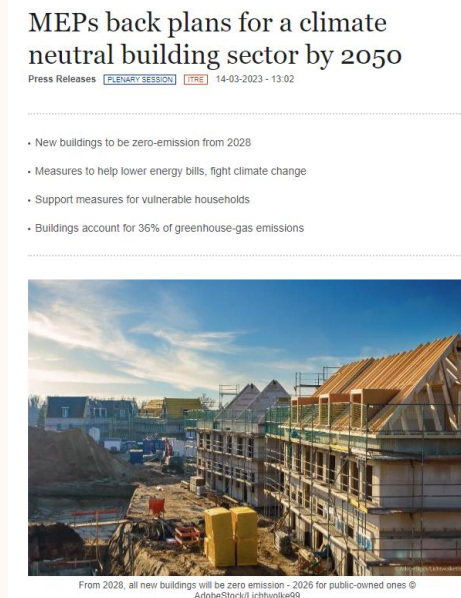 MEPs back plans for a climate
neutral building sector by 2050
Press Releases PLENARY SESSION ITRE 14-03-2023 - 13:02
• New buildings to be zero-emission from 2028
• Measures to help lower energy bills, fight climate change
• Support measures for vulnerable households
• Buildings account for 36% of greenhouse-gas emissions
From 2028, all new buildings will be zero emission - 2026 for public-owned ones ©
AdobeStock/Lichtwolke99